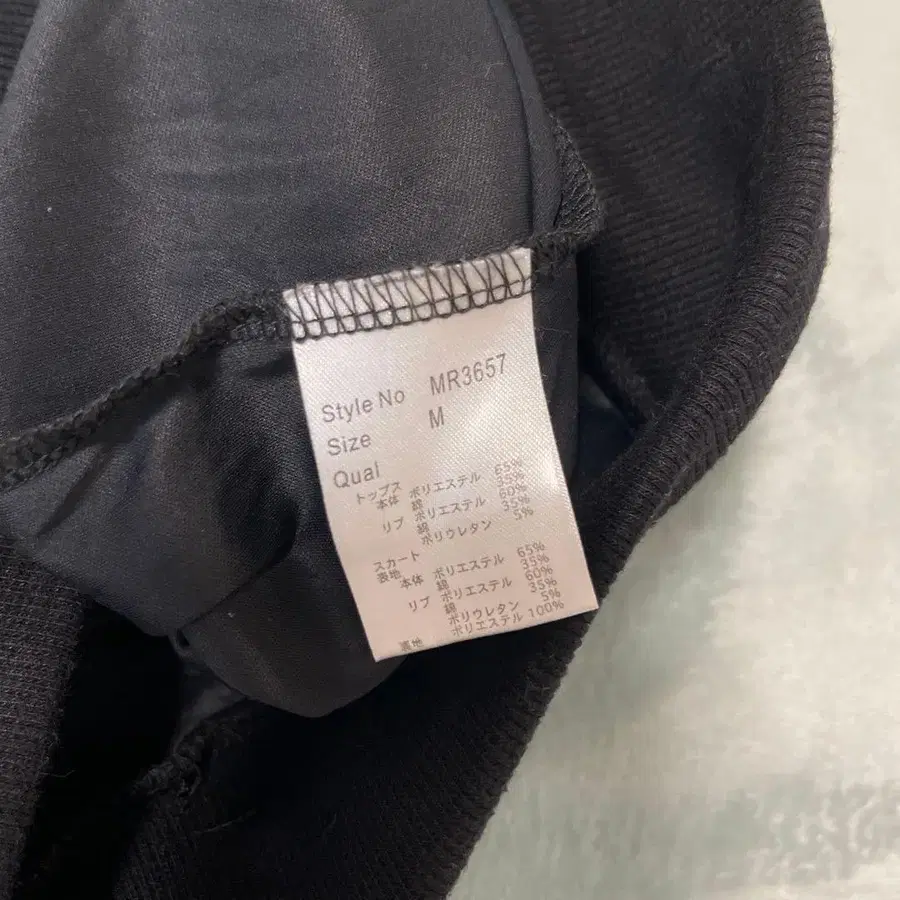 Style No MR3657
Size M
Qual
トップス
本体 ポリエステル 65%
綿 35%
リブ ポリエステル 60%
綿 35%
ポリウレタン 5%
スカート
表地 本体 ポリエステル 65%
綿 35%
リブ ポリエステル 60%
綿 35%
ポリウレタン 5%
裏地 ポリエステル 100%